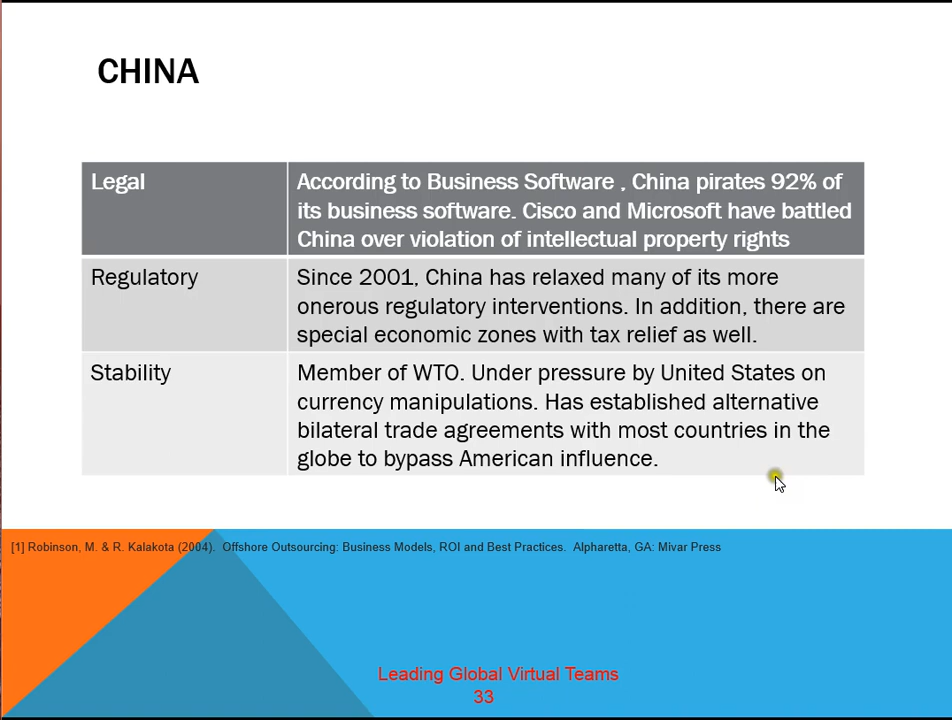 CHINA
Legal
According to Business Software , China pirates 92% of
its business software. Cisco and Microsoft have battled
China over violation of intellectual property rights
Regulatory
Since 2001, China has relaxed many of its more
onerous regulatory interventions. In addition, there are
special economic zones with tax relief as well.
Stability
Member of WTO. Under pressure by United States on
currency manipulations. Has established alternative
bilateral trade agreements with most countries in the
globe to bypass American influence.
[1] Robinson, M. & R. Kalakota (2004).  Offshore Outsourcing: Business Models, ROI and Best Practices.  Alpharetta, GA: Mivar Press
Leading Global Virtual Teams
33